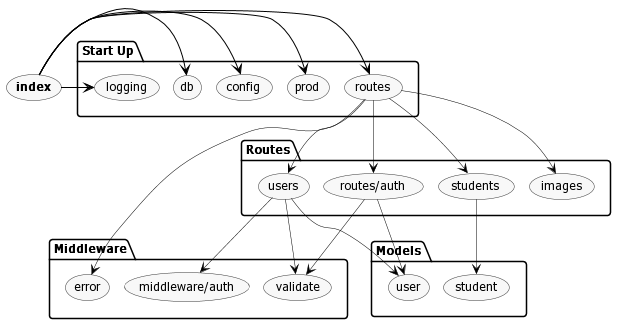 Start Up
index
logging
db
config
prod
routes
Routes
users
routes/auth
students
images
Middleware
error
middleware/auth
validate
Models
user
student